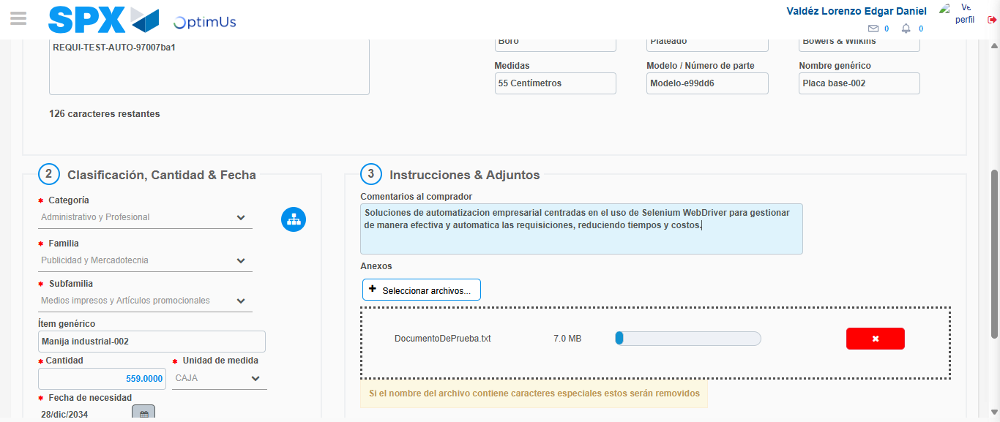 SPX
OptimUs
Valdéz Lorenzo Edgar Daniel
Ve
perfil
0
0
REQUI-TEST-AUTO-97007ba1
126 caracteres restantes
Boro
Plateado
Bowers & Wilkins
Medidas
Modelo / Número de parte
Nombre genérico
55 Centímetros
Modelo-e99dd6
Placa base-002
2
Clasificación, Cantidad & Fecha
* Categoría
Administrativo y Profesional
* Familia
Publicidad y Mercadotecnia
* Subfamilia
Medios impresos y Artículos promocionales
Ítem genérico
Manija industrial-002
* Cantidad
* Unidad de medida
559.0000
CAJA
* Fecha de necesidad
28/dic/2034
3
Instrucciones & Adjuntos
Comentarios al comprador
Soluciones de automatizacion empresarial centradas en el uso de Selenium WebDriver para gestionar
de manera efectiva y automatica las requisiciones, reduciendo tiempos y costos.
Anexos
+ Seleccionar archivos...
DocumentoDePrueba.txt
7.0 MB
Si el nombre del archivo contiene caracteres especiales estos serán removidos